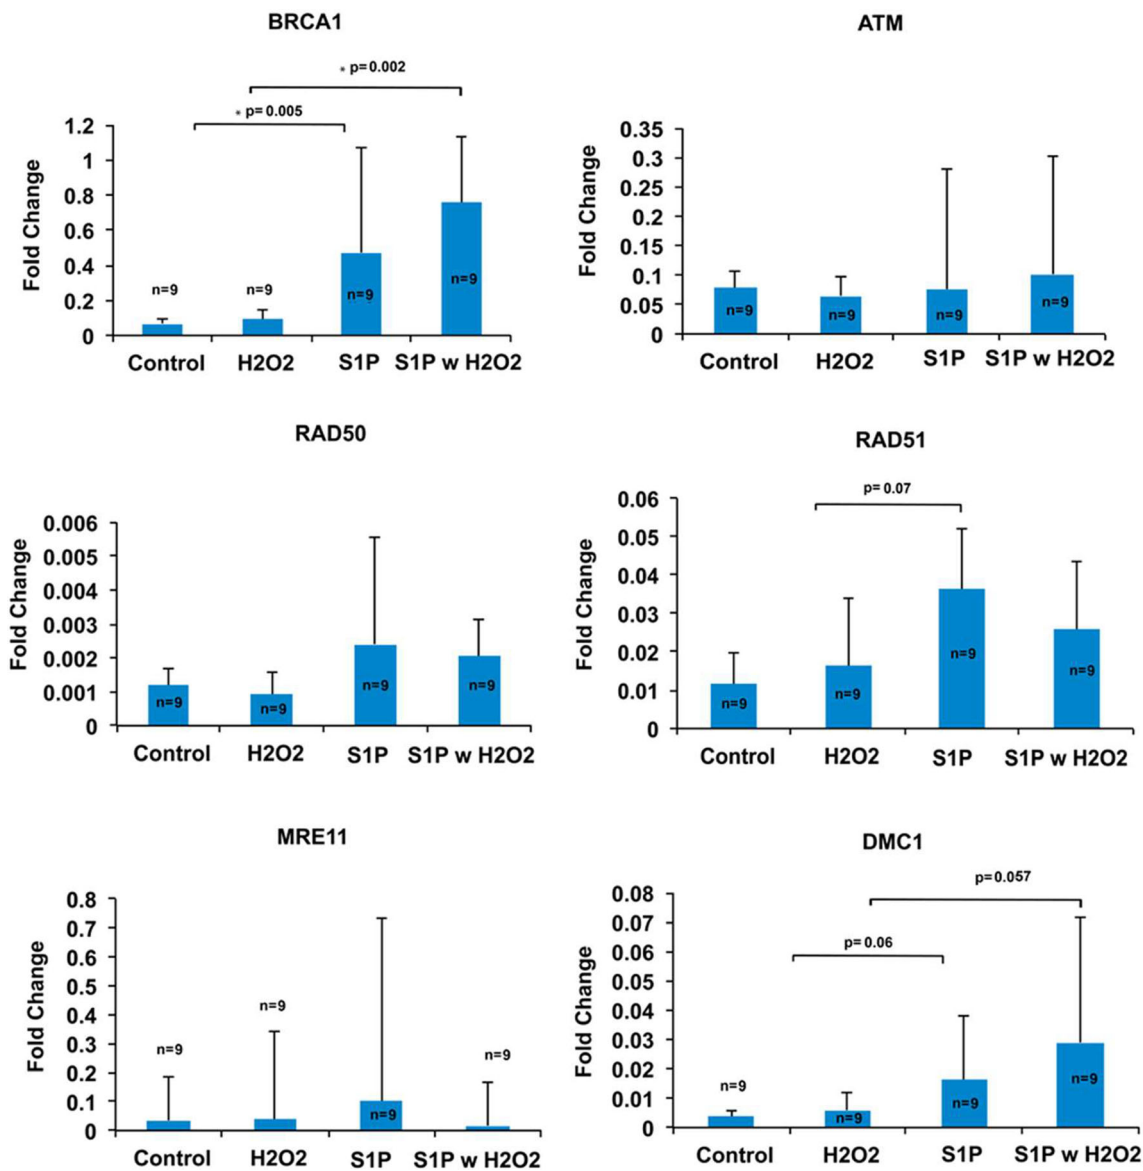 BRCA1
* p=0.002
* p=0.005
Fold Change
1.2
1
0.8
0.6
0.4
0.2
0
n=9
n=9
n=9
n=9
Control H2O2 S1P S1P w H2O2
ATM
Fold Change
0.35
0.3
0.25
0.2
0.15
0.1
0.05
0
n=9
n=9
n=9
n=9
Control H2O2 S1P S1P w H2O2
RAD50
Fold Change
0.006
0.005
0.004
0.003
0.002
0.001
0
n=9
n=9
n=9
n=9
Control H2O2 S1P S1P w H2O2
RAD51
p=0.07
Fold Change
0.06
0.05
0.04
0.03
0.02
0.01
0
n=9
n=9
n=9
n=9
Control H2O2 S1P S1P w H2O2
MRE11
Fold Change
0.8
0.7
0.6
0.5
0.4
0.3
0.2
0.1
0
n=9
n=9
n=9
n=9
Control H2O2 S1P S1P w H2O2
DMC1
p=0.057
p=0.06
Fold Change
0.08
0.07
0.06
0.05
0.04
0.03
0.02
0.01
0
n=9
n=9
n=9
n=9
Control H2O2 S1P S1P w H2O2